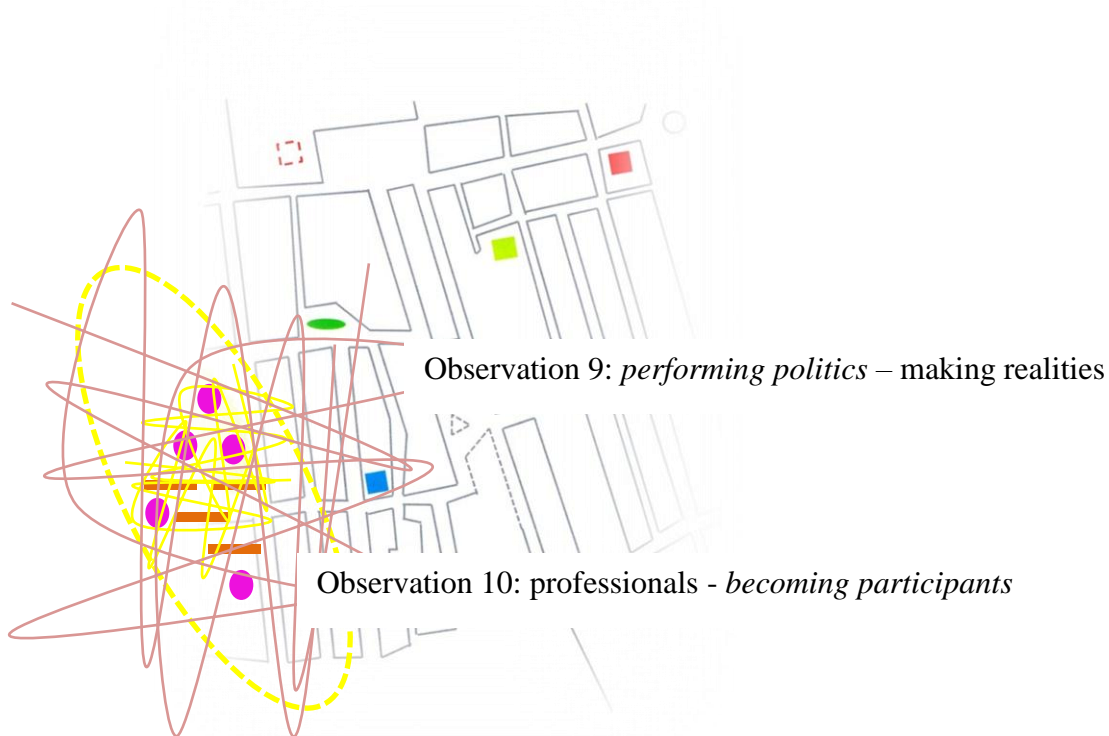 Observation 9: performing politics – making realities
Observation 10: professionals - becoming participants